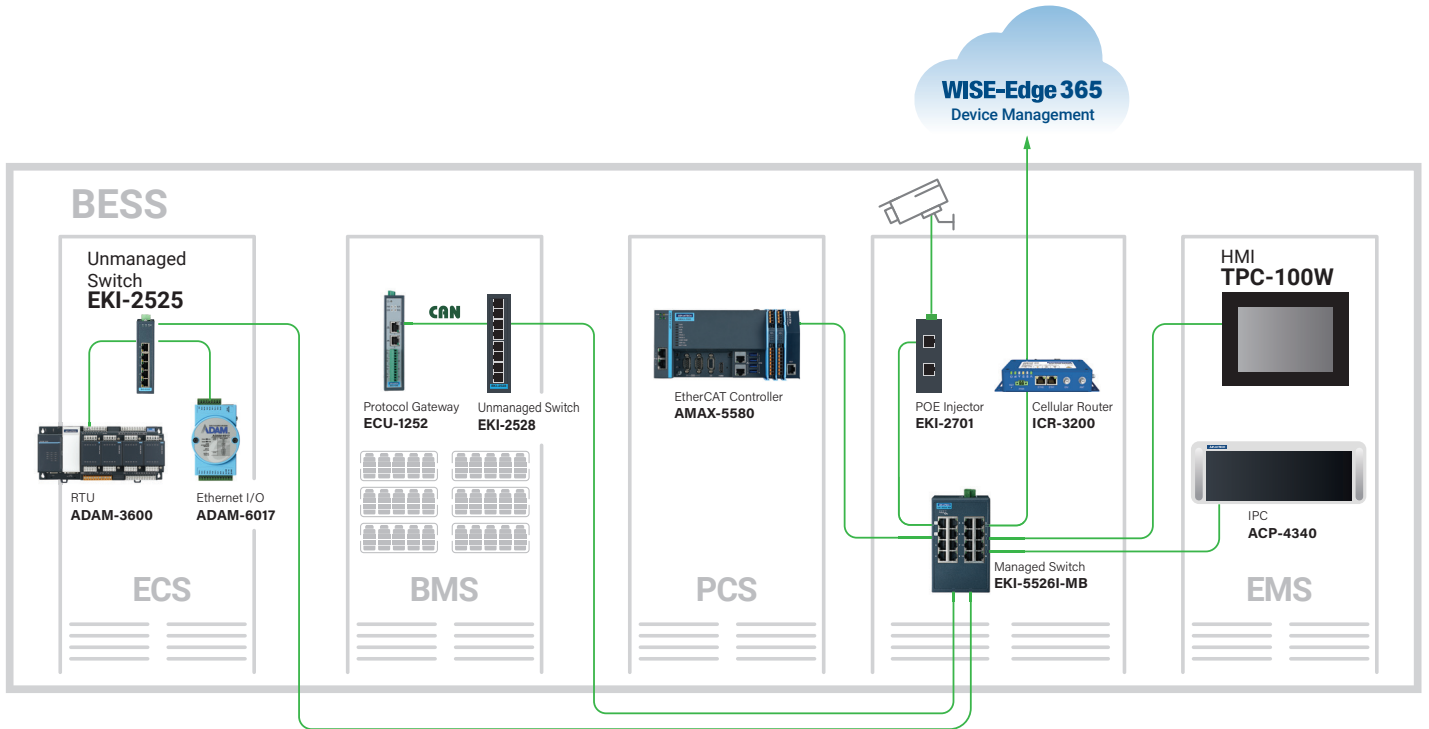 WISE-Edge 365
Device Management
BESS
Unmanaged
Switch
EKI-2525
RTU
ADAM-3600
ADAM
Ethernet I/O
ADAM-6017
ECS
CAN
Protocol Gateway
ECU-1252
Unmanaged Switch
EKI-2528
BMS
EtherCAT Controller
AMAX-5580
PCS
POE Injector
EKI-2701
Cellular Router
ICR-3200
Managed Switch
EKI-5526I-MB
HMI
TPC-100W
IPC
ACP-4340
EMS